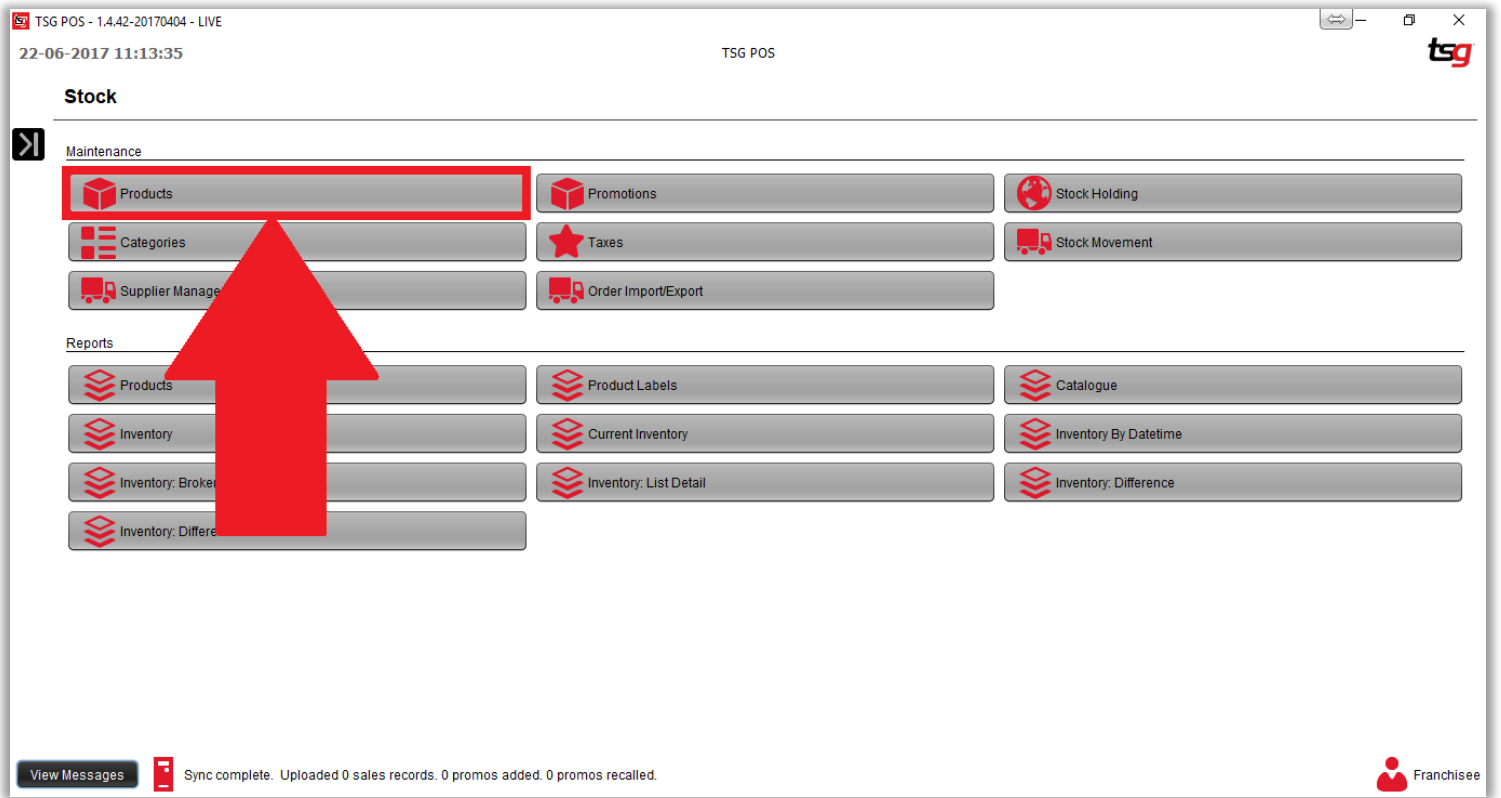 TSG POS - 1.4.42-20170404 - LIVE
22-06-2017 11:13:35
TSG POS
tsg
Stock
Maintenance
Products
Promotions
Stock Holding
Categories
Taxes
Stock Movement
Supplier Manage
Order Import/Export
Reports
Products
Product Labels
Catalogue
Inventory
Current Inventory
Inventory By Datetime
Inventory: Broken
Inventory: List Detail
Inventory: Difference
Inventory: Differe
View Messages
Sync complete. Uploaded 0 sales records. 0 promos added. 0 promos recalled.
Franchisee